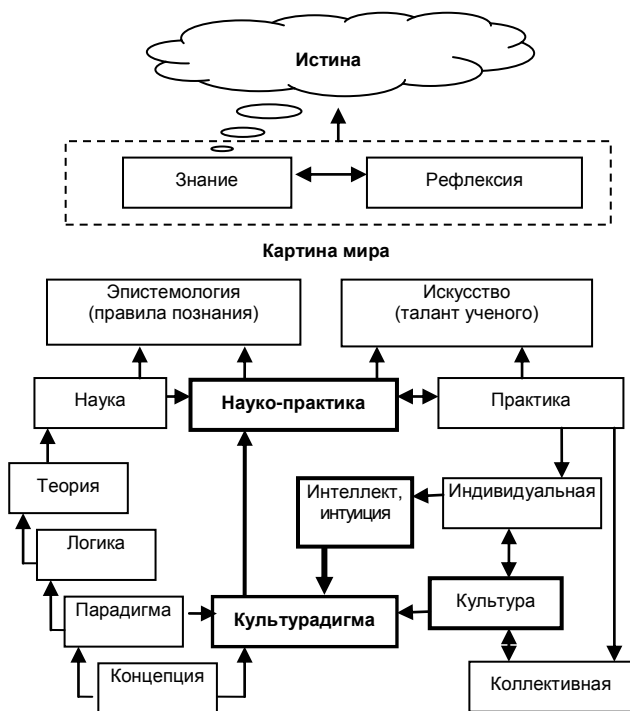 Истина
Знание
Рефлексия
Картина мира
Эпистемология
(правила познания)
Искусство
(талант ученого)
Наука
Науко-практика
Практика
Теория
Интеллект,
интуиция
Индивидуальная
Логика
Парадигма
Культурадигма
Культура
Концепция
Коллективная